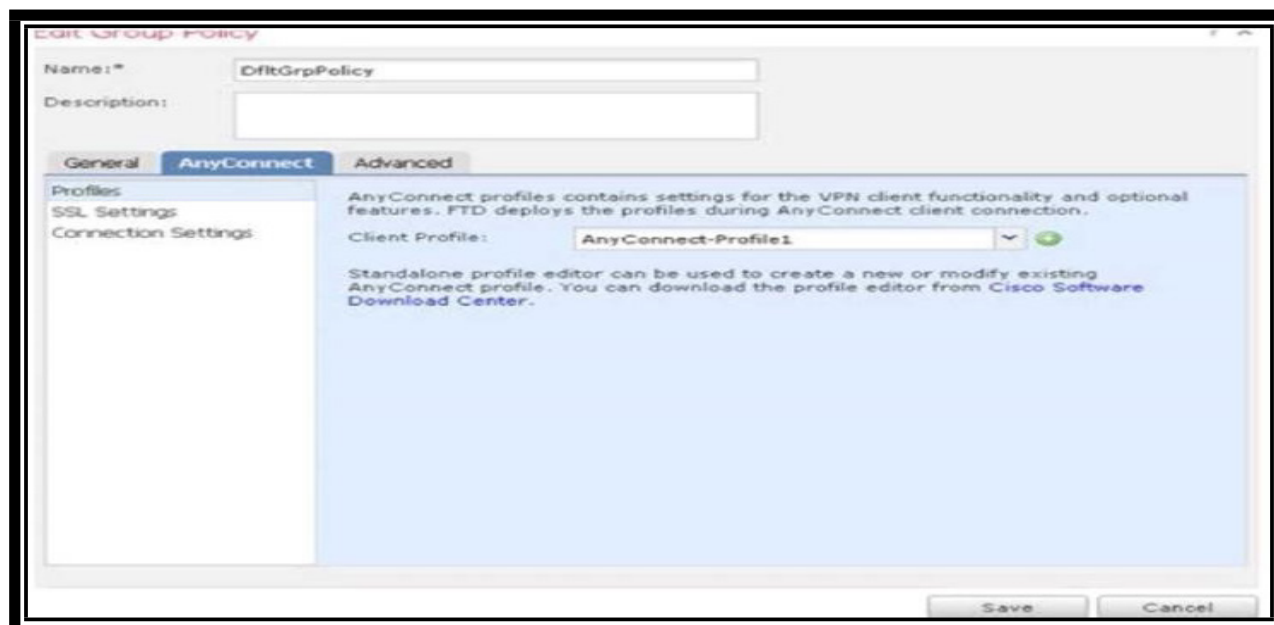 Edit Group Policy
Name:*
DfltGrpPolicy
Description:
General
AnyConnect
Advanced
Profiles
SSL Settings
Connection Settings
AnyConnect profiles contains settings for the VPN client functionality and optional
features. FTD deploys the profiles during AnyConnect client connection.
Client Profile:
AnyConnect-Profile1
Standalone profile editor can be used to create a new or modify existing
AnyConnect profile. You can download the profile editor from Cisco Software
Download Center.
Save
Cancel